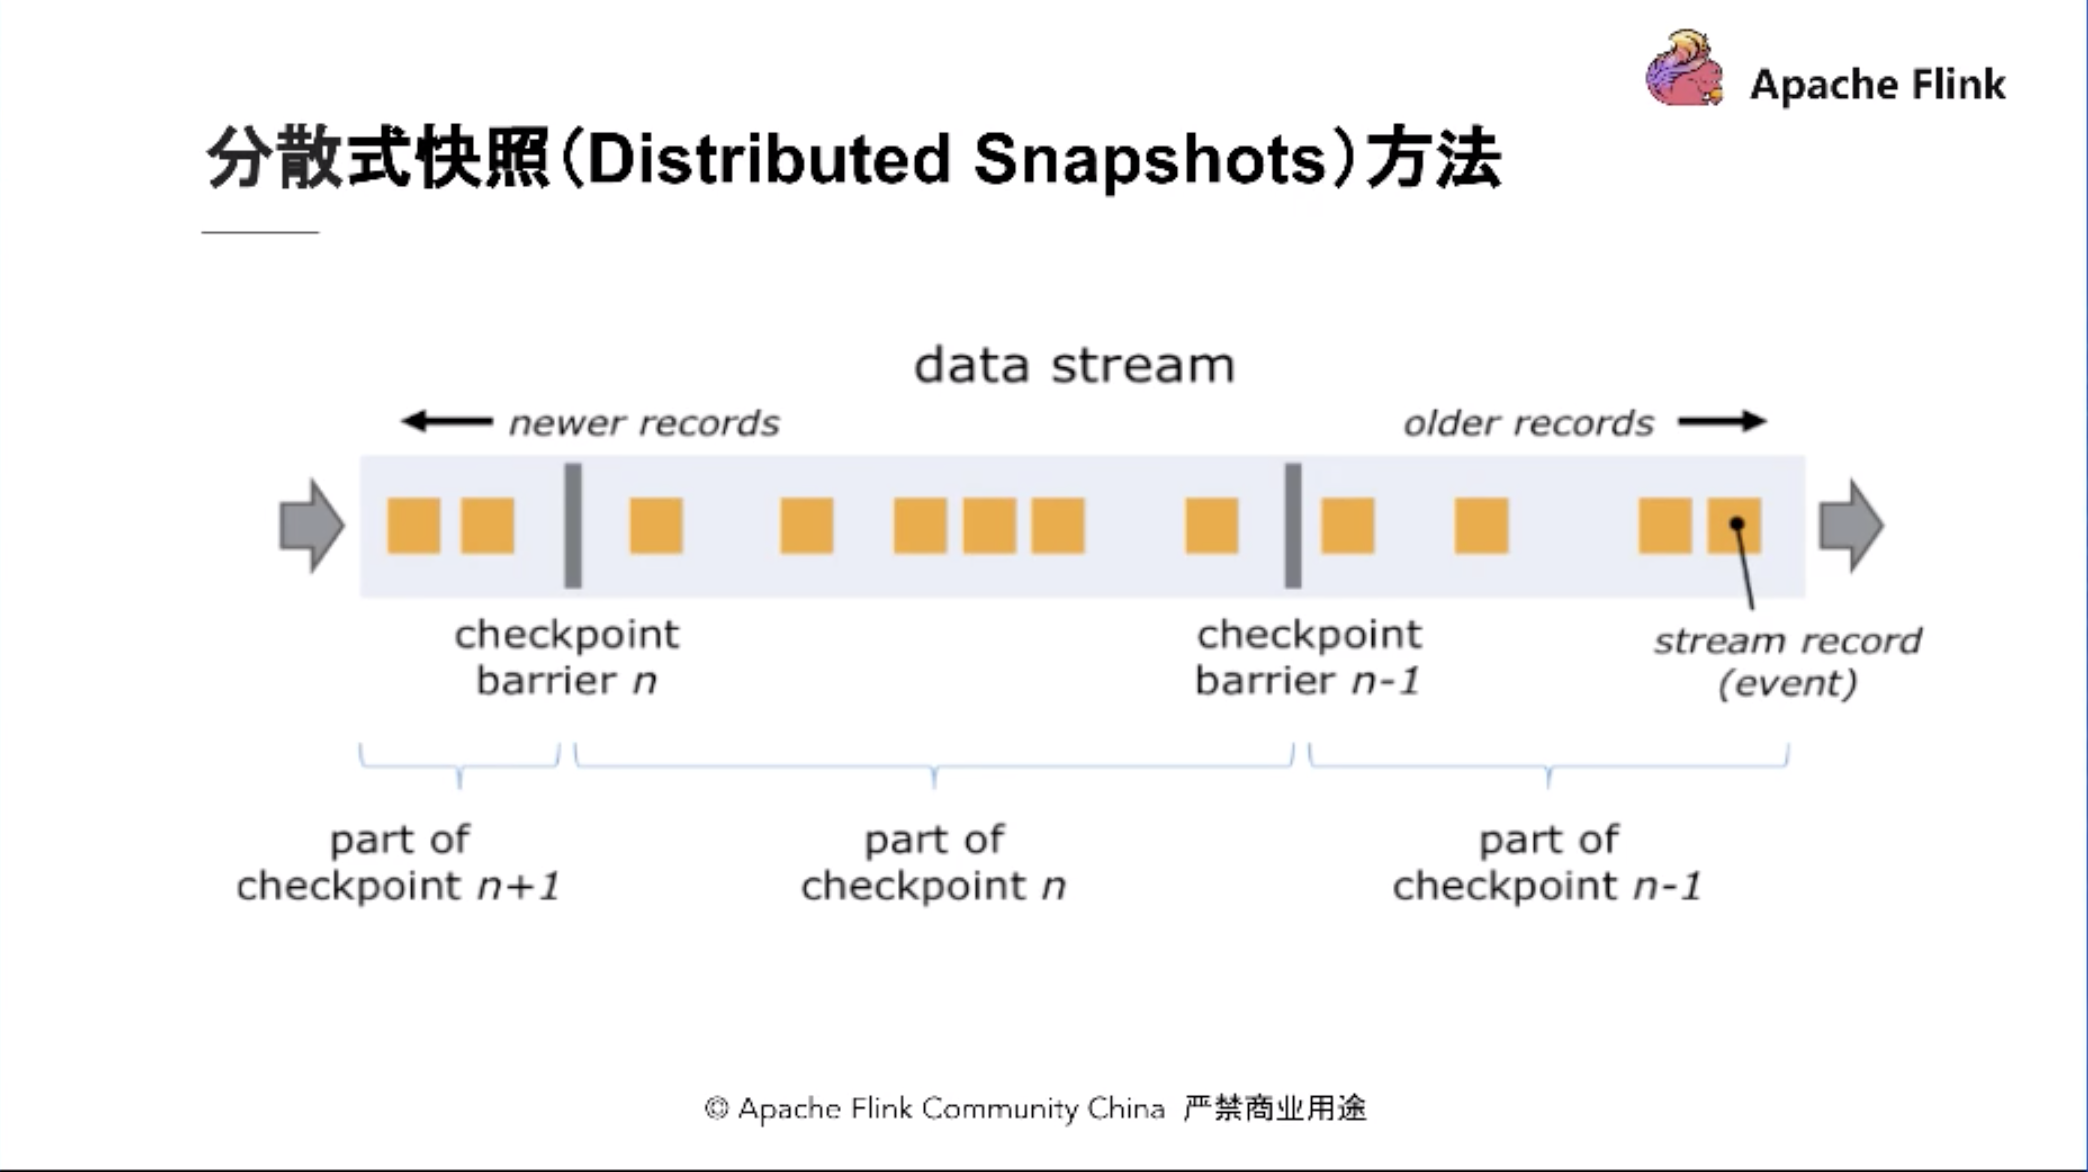 Apache Flink
分散式快照(Distributed Snapshots)方法
data stream
newer records
older records
checkpoint
barrier n
checkpoint
barrier n-1
stream record
(event)
part of
checkpoint n+1
part of
checkpoint n
part of
checkpoint n-1
© Apache Flink Community China 严禁商业用途